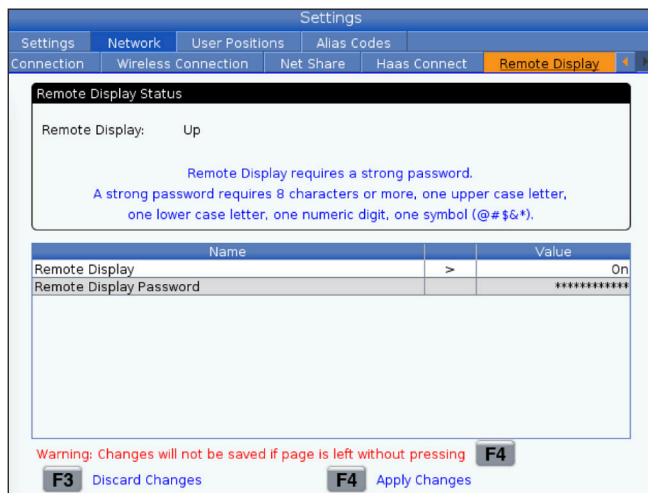 Settings
Settings Network User Positions Alias Codes
Connection Wireless Connection Net Share Haas Connect Remote Display
Remote Display Status
Remote Display: Up
Remote Display requires a strong password.
A strong password requires 8 characters or more, one upper case letter,
one lower case letter, one numeric digit, one symbol (@#$&*).
Name Value
Remote Display > On
Remote Display Password ************
Warning: Changes will not be saved if page is left without pressing F4
F3 Discard Changes F4 Apply Changes